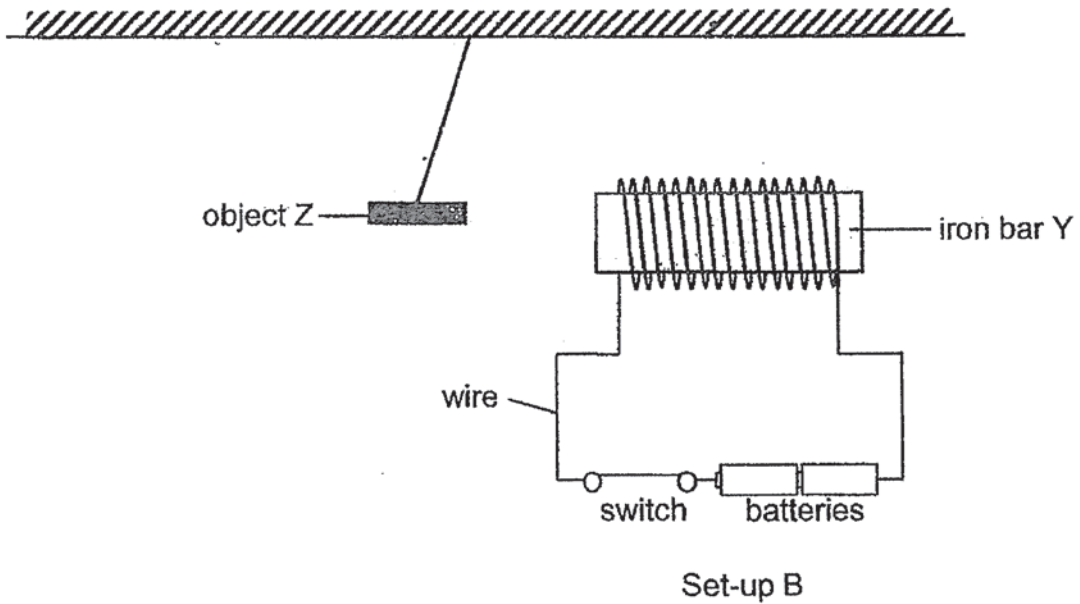 object Z
iron bar Y
wire
switch
batteries
Set-up B